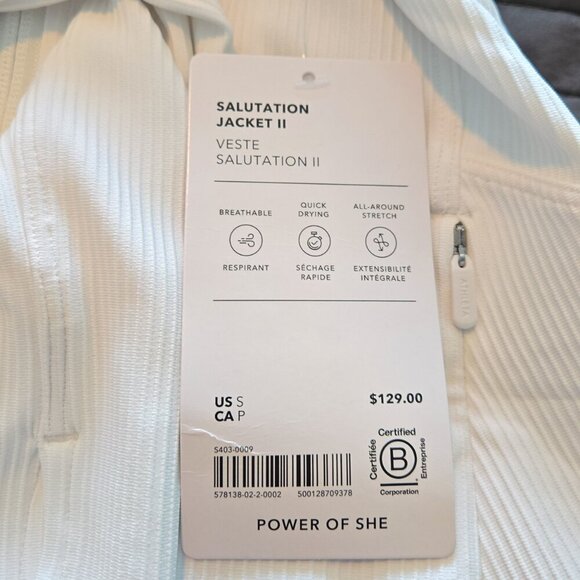 SALUTATION
JACKET II
VESTE
SALUTATION II
BREATHABLE
QUICK
DRYING
ALL-AROUND
STRETCH
RESPIRANT
SÉCHAGE
RAPIDE
EXTENSIBILITÉ
INTÉGRALE
ATHLETA
US S
CA P
$129.00
S403-0009
578138-02-2-0002 500128709378
Certified
Certifiée
B
Entreprise
Corporation
POWER OF SHE